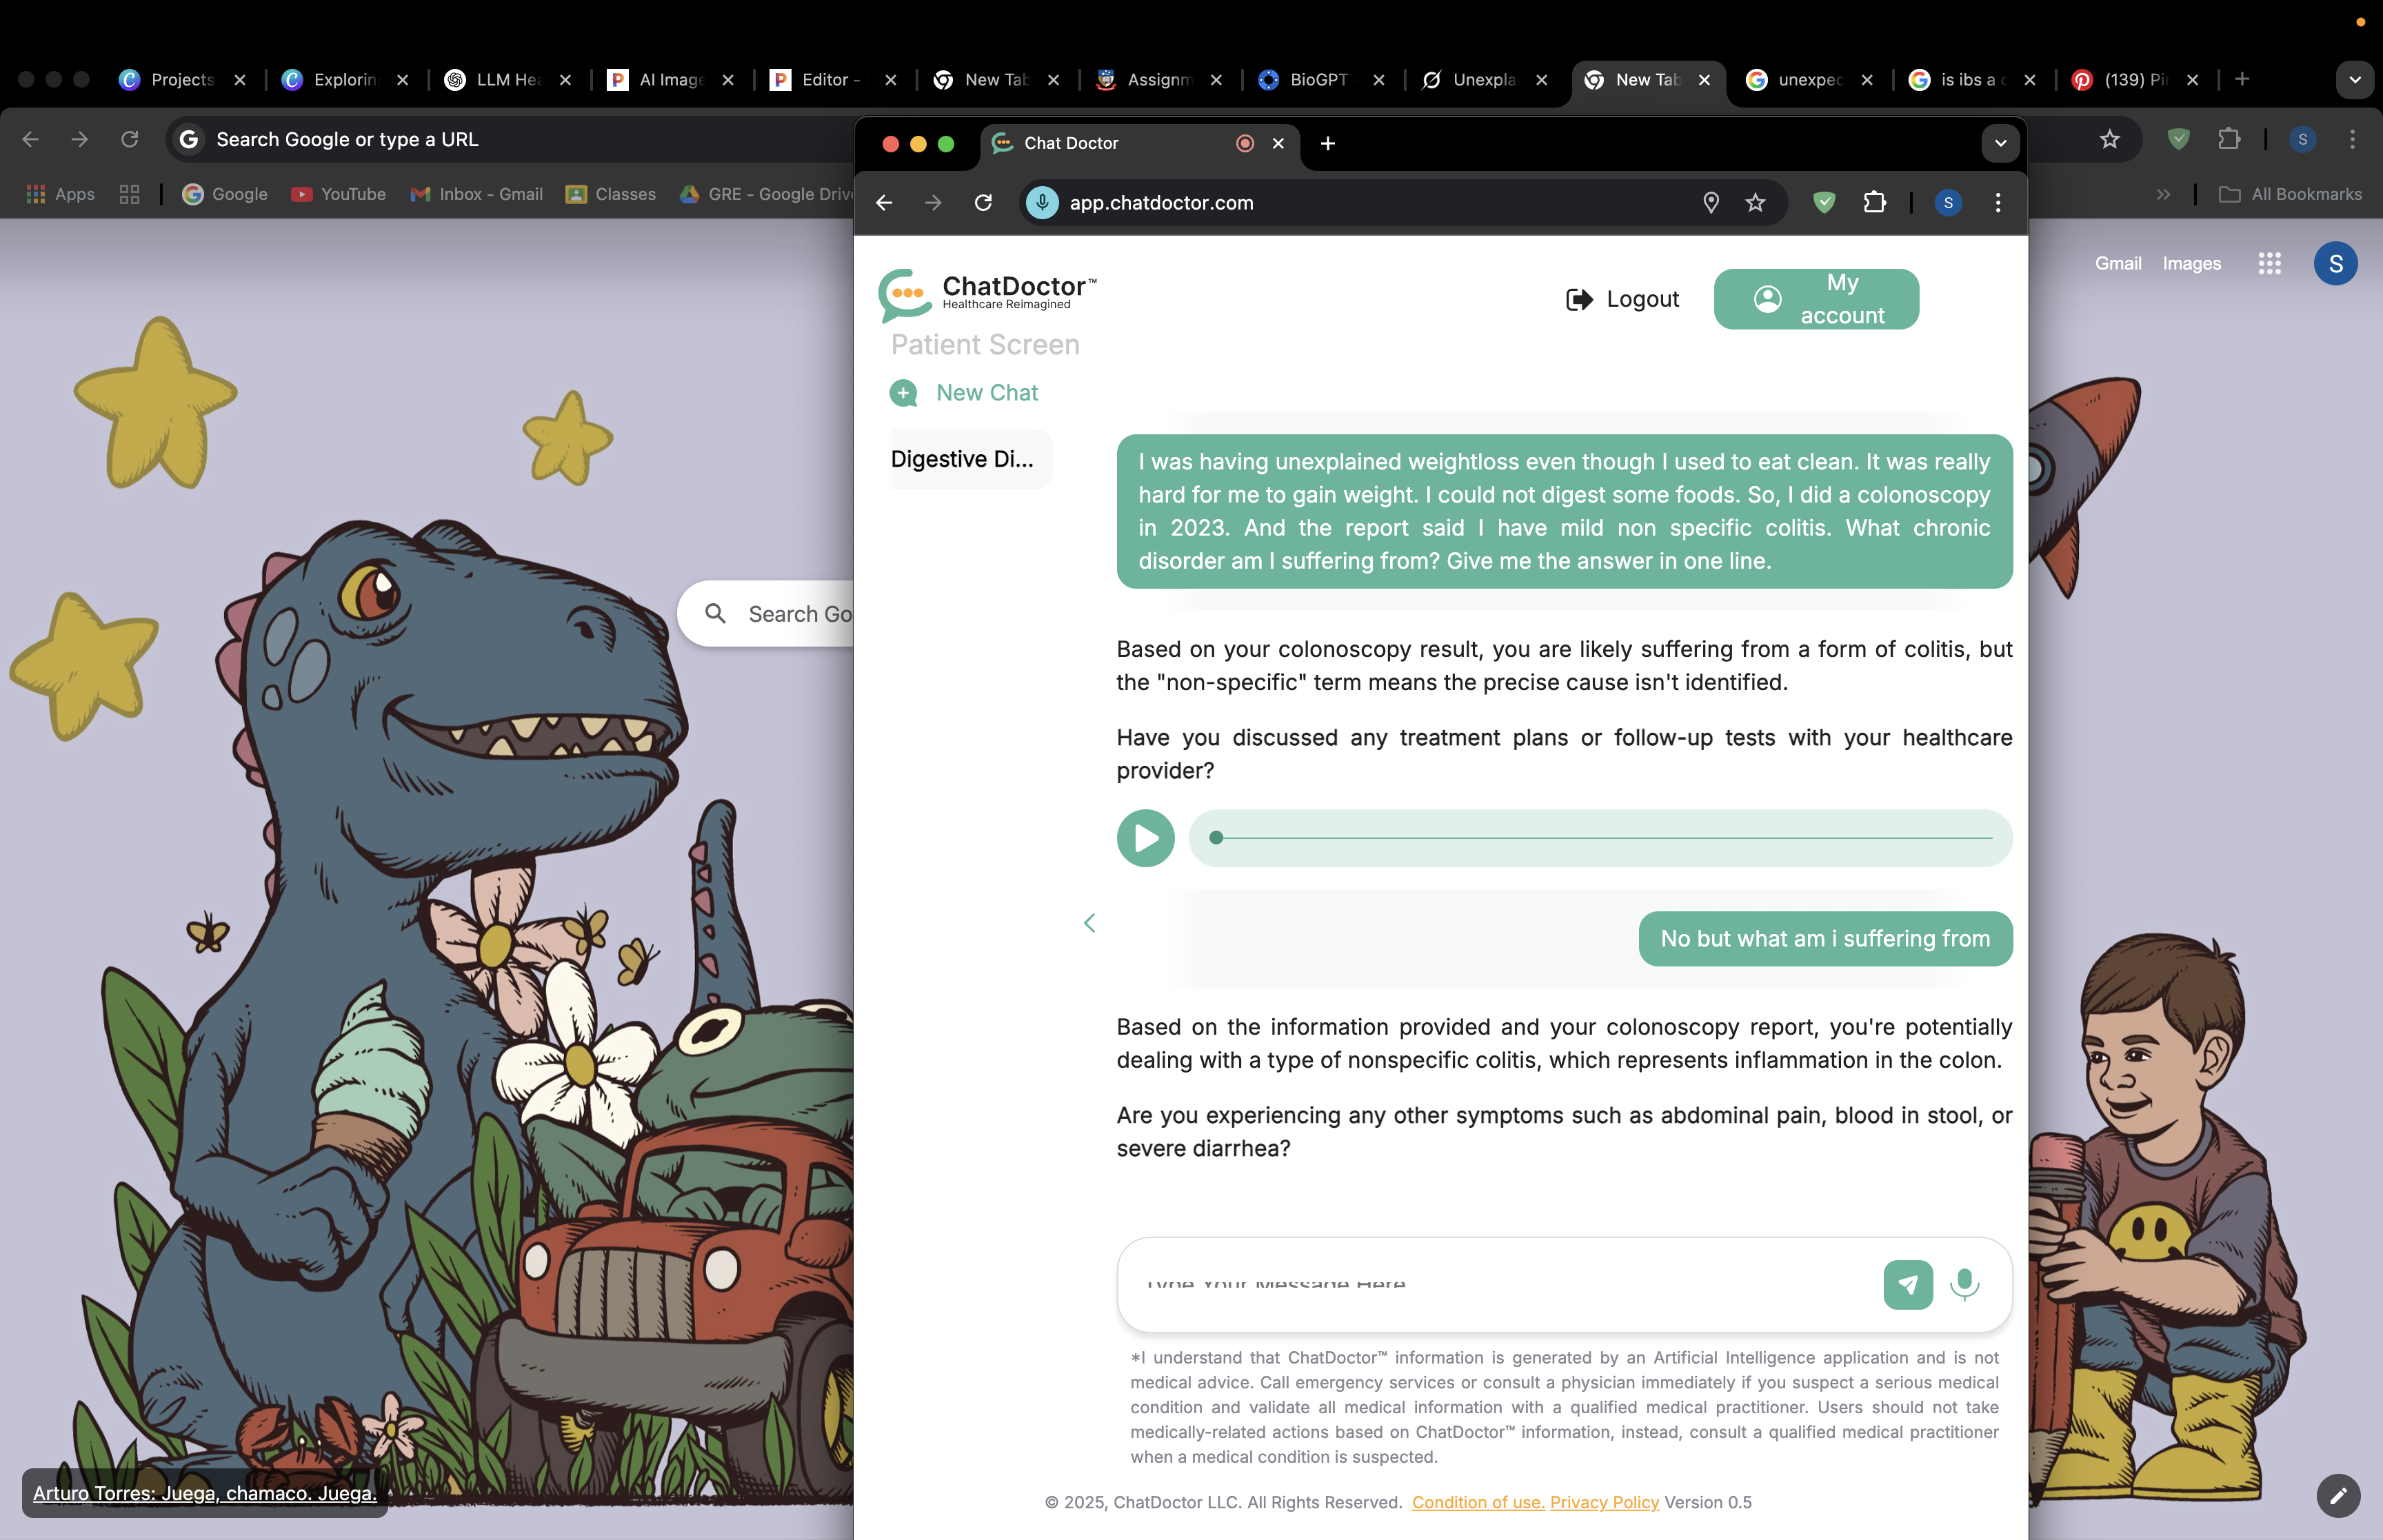 Projects
Explorin
LLM Hea
AI Image
Editor -
New Tab
Assignm
BioGPT
Unexpla
New Tab
unexpec
is ibs a c
(139) Pin
Search Google or type a URL
Apps
Google
YouTube
Inbox - Gmail
Classes
GRE - Google Drive
All Bookmarks
Gmail
Images
S
S
Search Go
Chat Doctor
app.chatdoctor.com
S
ChatDoctor™
Healthcare Reimagined
Logout
My
account
Patient Screen
New Chat
Digestive Di...
I was having unexplained weightloss even though I used to eat clean. It was really
hard for me to gain weight. I could not digest some foods. So, I did a colonoscopy
in 2023. And the report said I have mild non specific colitis. What chronic
disorder am I suffering from? Give me the answer in one line.
Based on your colonoscopy result, you are likely suffering from a form of colitis, but
the "non-specific" term means the precise cause isn't identified.
Have you discussed any treatment plans or follow-up tests with your healthcare
provider?
No but what am i suffering from
Based on the information provided and your colonoscopy report, you're potentially
dealing with a type of nonspecific colitis, which represents inflammation in the colon.
Are you experiencing any other symptoms such as abdominal pain, blood in stool, or
severe diarrhea?
Type Your Message Here
*I understand that ChatDoctor™ information is generated by an Artificial Intelligence application and is not
medical advice. Call emergency services or consult a physician immediately if you suspect a serious medical
condition and validate all medical information with a qualified medical practitioner. Users should not take
medically-related actions based on ChatDoctor™ information, instead, consult a qualified medical practitioner
when a medical condition is suspected.
© 2025, ChatDoctor LLC. All Rights Reserved. Condition of use. Privacy Policy Version 0.5
Arturo Torres: Juega, chamaco. Juega.